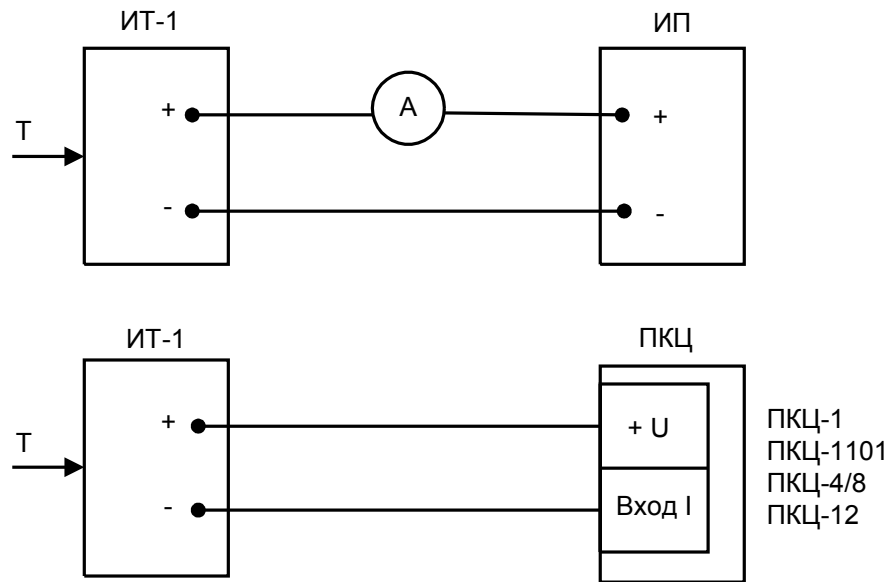 ИТ-1
ИП
+
А
+
Т
-
-
ИТ-1
ПКЦ
+
+ U
Т
-
Вход I
ПКЦ-1
ПКЦ-1101
ПКЦ-4/8
ПКЦ-12